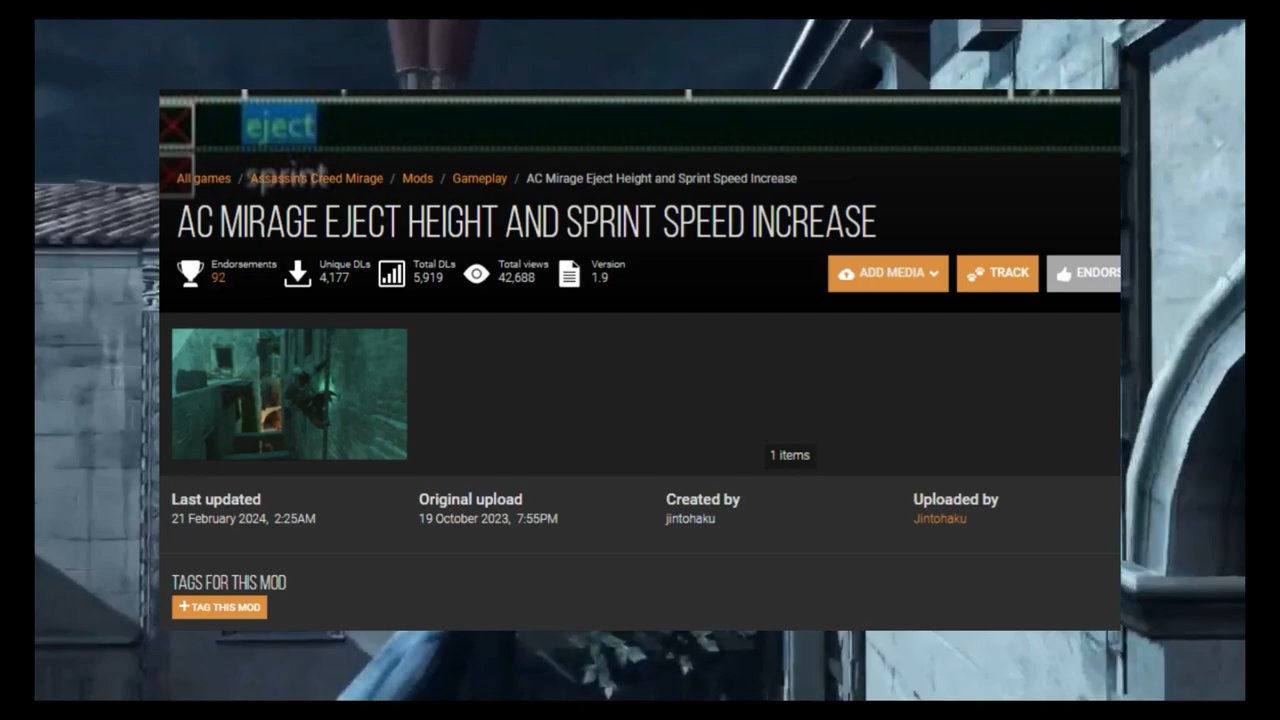 eject
sprint
All games / Assassin's Creed Mirage / Mods / Gameplay / AC Mirage Eject Height and Sprint Speed Increase
AC MIRAGE EJECT HEIGHT AND SPRINT SPEED INCREASE
Endorsements
92
Unique DLs
4,177
Total DLs
5,919
Total views
42,688
Version
1.9
ADD MEDIA
TRACK
ENDORS
1 items
Last updated
21 February 2024, 2:25AM
Original upload
19 October 2023, 7:55PM
Created by
jintohaku
Uploaded by
Jintohaku
TAGS FOR THIS MOD
+ TAG THIS MOD